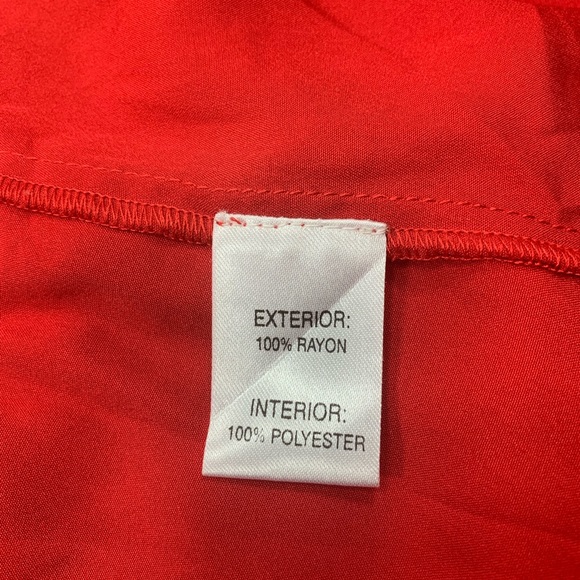 EXTERIOR:
100% RAYON
INTERIOR:
100% POLYESTER